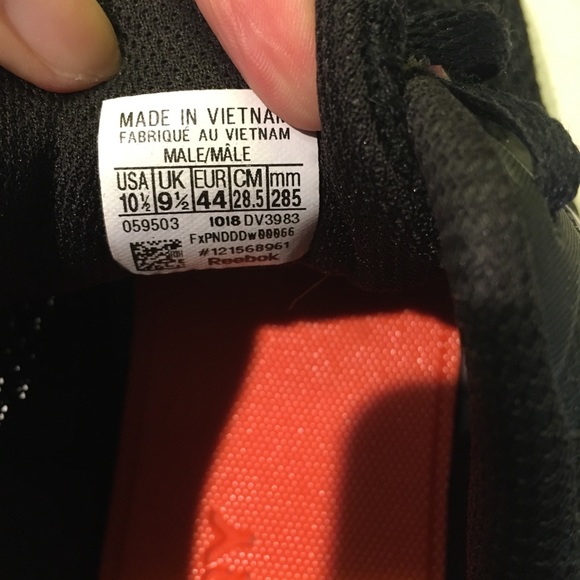 MADE IN VIETNA
FABRIQUÉ AU VIETNAM
MALE/MÂLE
USA UK EUR CM mm
10½ 9½ 44 28.5 285
059503 1018 DV3983
FxPNDDDw00066
#121568961
Reebok